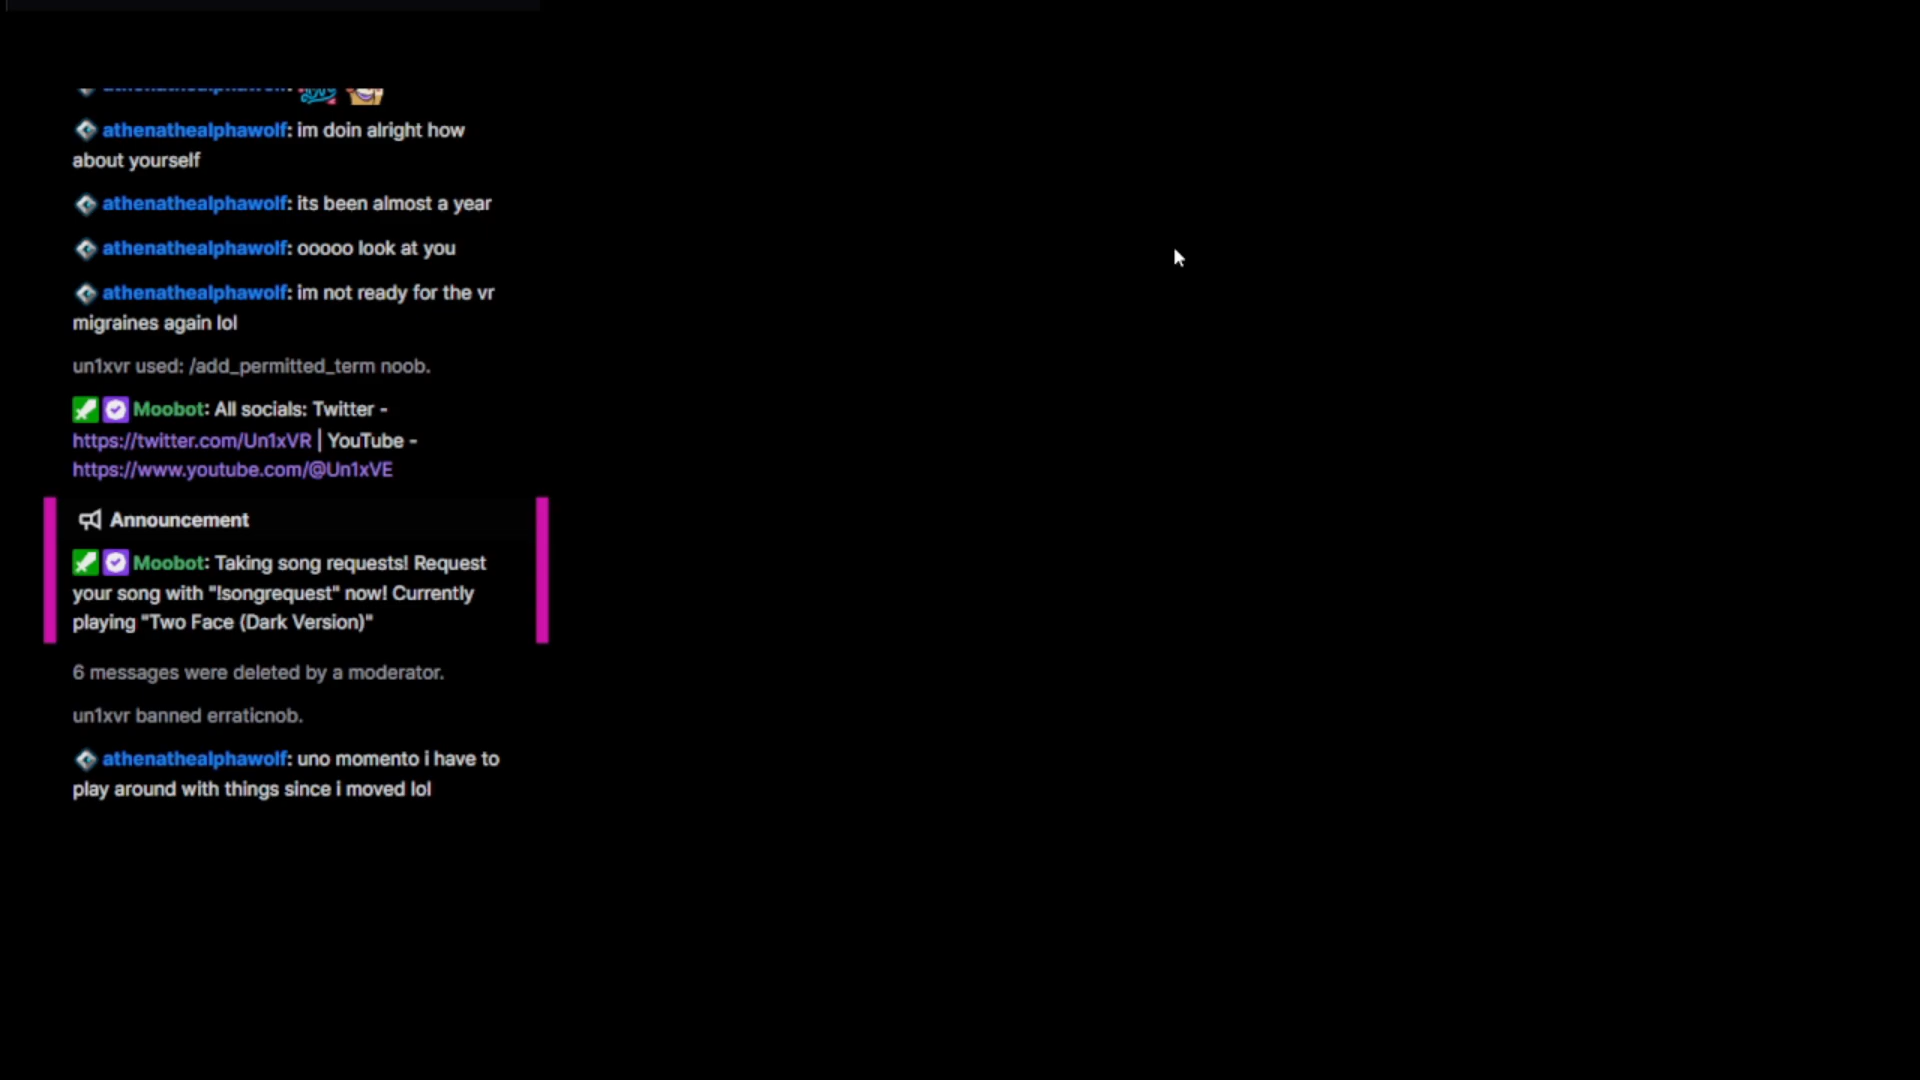 athenathealphawolf: im doin alright how
about yourself
athenathealphawolf: its been almost a year
athenathealphawolf: ooooo look at you
athenathealphawolf: im not ready for the vr
migraines again lol
un1xvr used: /add_permitted_term noob.
Moobot: All socials: Twitter -
https://twitter.com/Un1xVR | YouTube -
https://www.youtube.com/@Un1xVE
Announcement
Moobot: Taking song requests! Request
your song with "!songrequest" now! Currently
playing "Two Face (Dark Version)"
6 messages were deleted by a moderator.
un1xvr banned erraticnob.
athenathealphawolf: uno momento i have to
play around with things since i moved lol